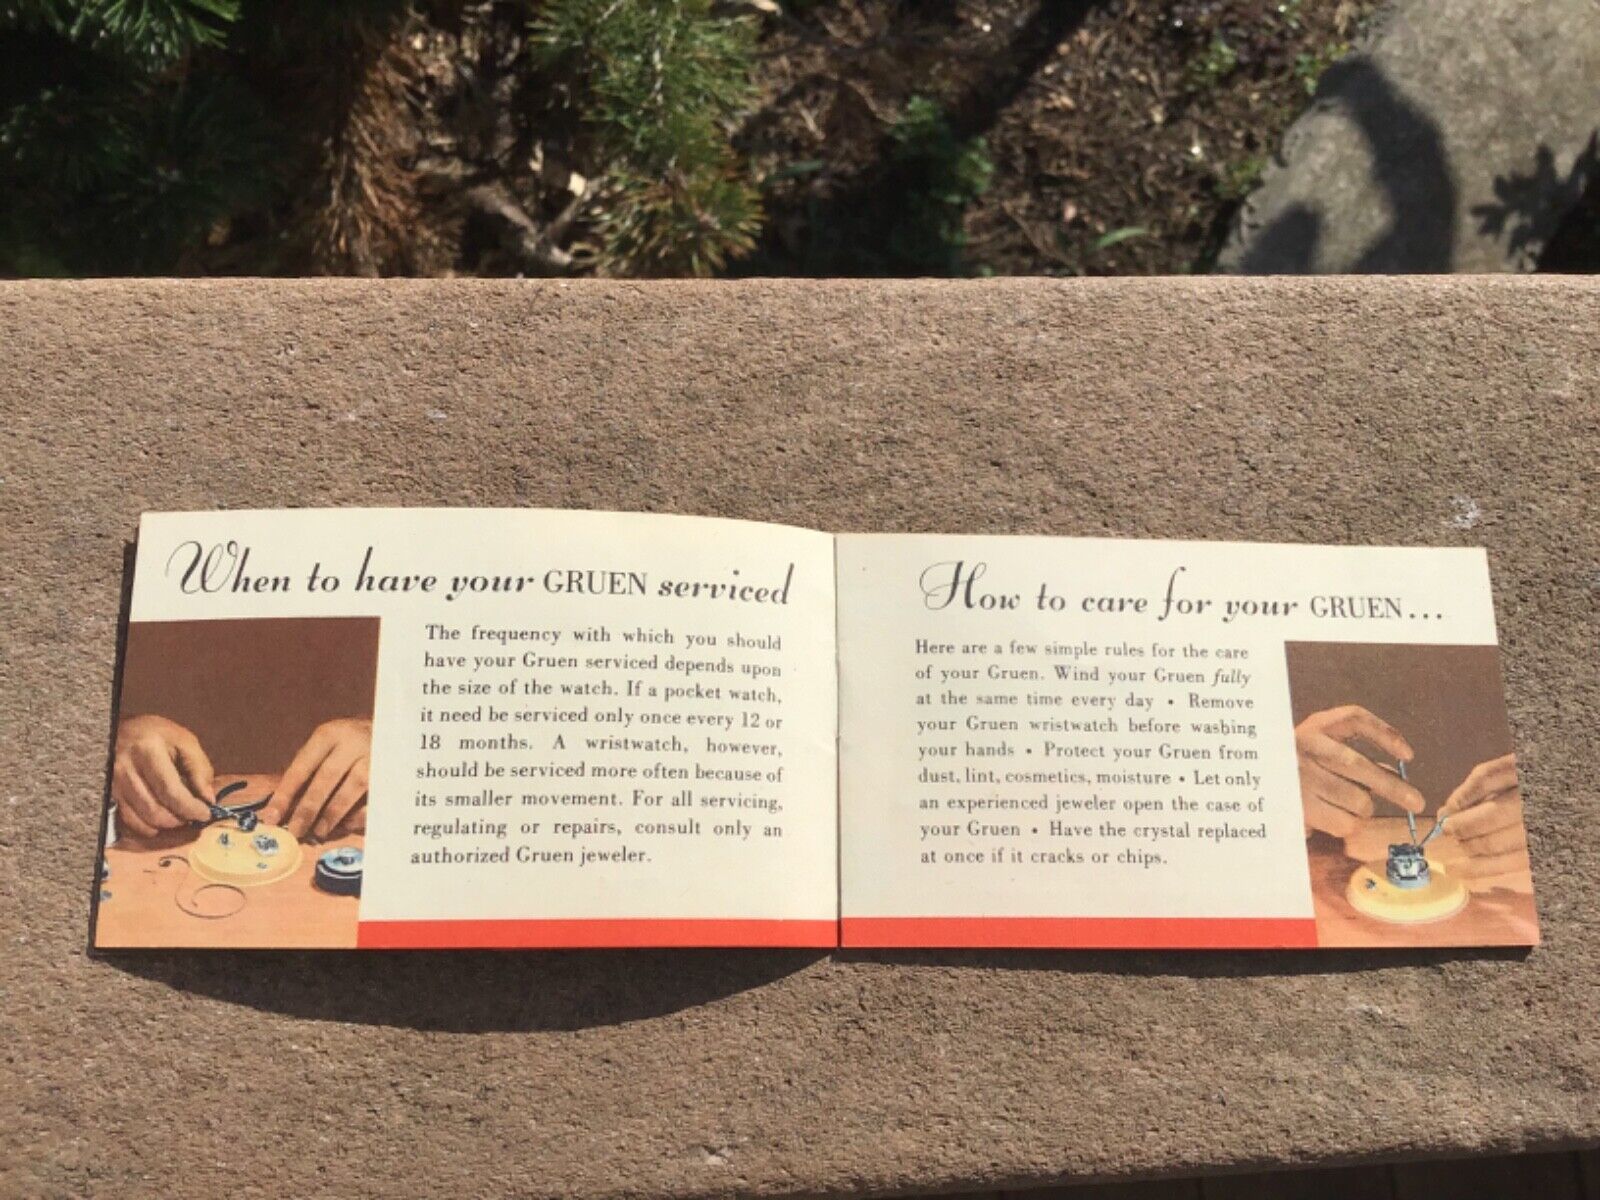 When to have your GRUEN serviced
The frequency with which you should
have your Gruen serviced depends upon
the size of the watch. If a pocket watch,
it need be serviced only once every 12 or
18 months. A wristwatch, however,
should be serviced more often because of
its smaller movement. For all servicing,
regulating or repairs, consult only an
authorized Gruen jeweler.
How to care for your GRUEN...
Here are a few simple rules for the care
of your Gruen. Wind your Gruen fully
at the same time every day • Remove
your Gruen wristwatch before washing
your hands • Protect your Gruen from
dust, lint, cosmetics, moisture • Let only
an experienced jeweler open the case of
your Gruen • Have the crystal replaced
at once if it cracks or chips.